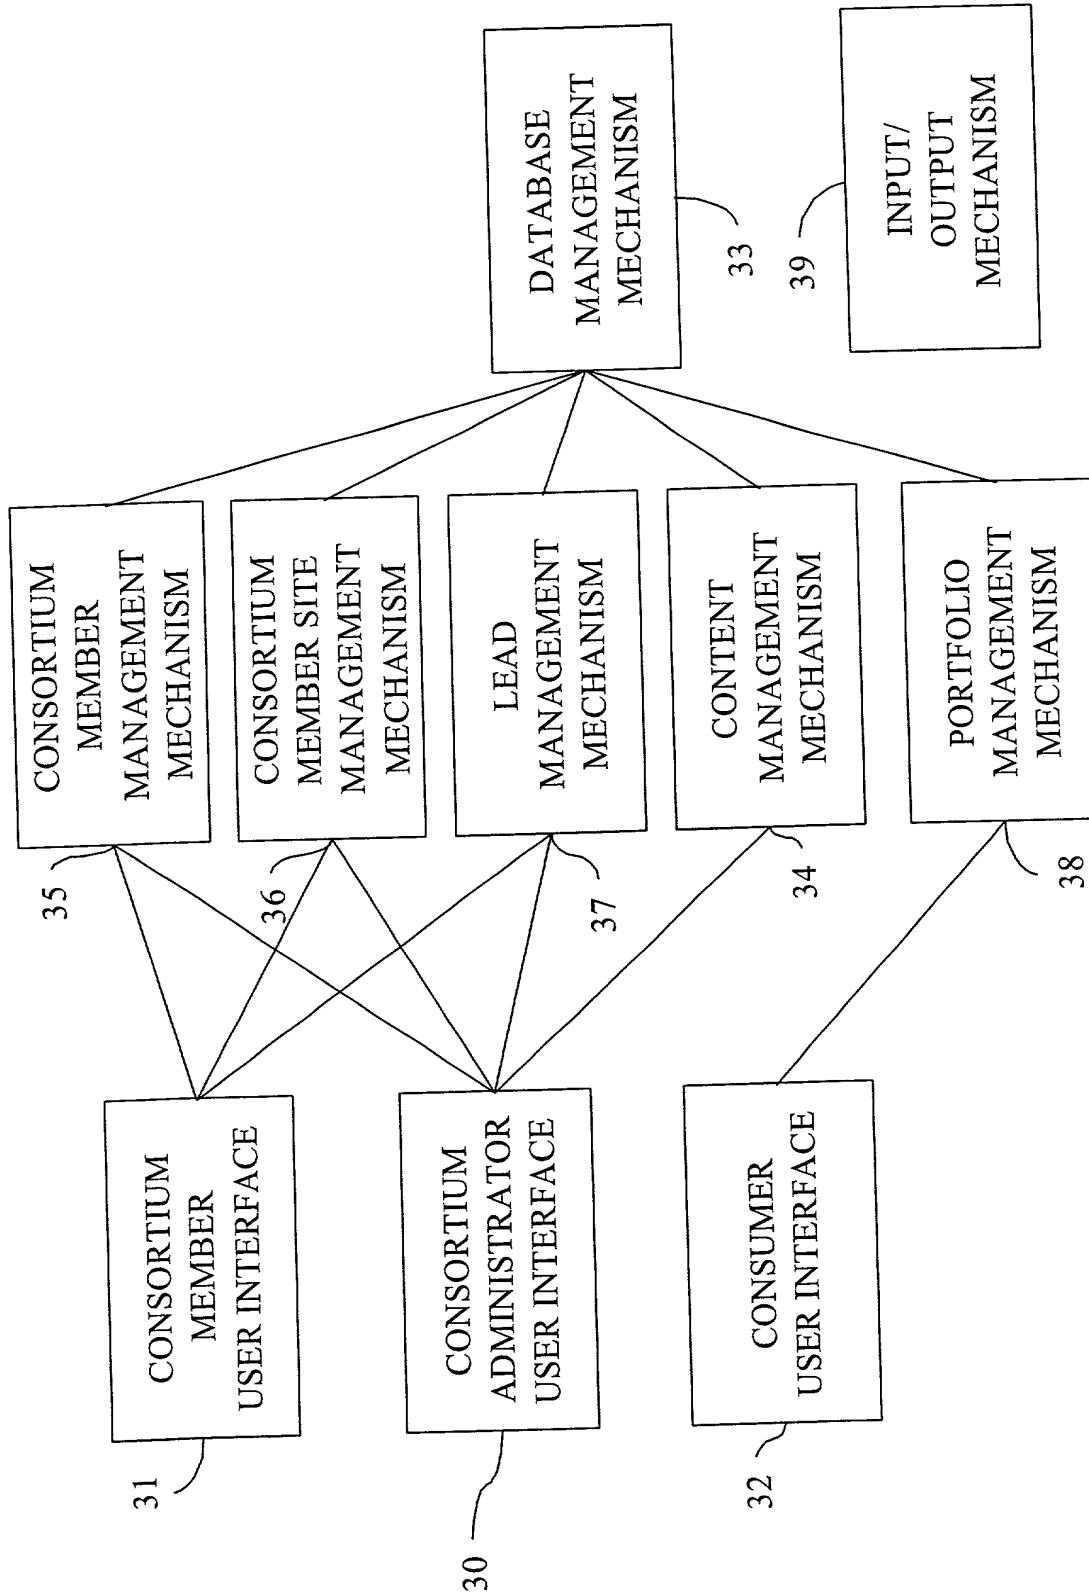 31
CONSORTIUM
MEMBER
USER INTERFACE
30
CONSORTIUM
ADMINISTRATOR
USER INTERFACE
32
CONSUMER
USER INTERFACE
35
CONSORTIUM
MEMBER
MANAGEMENT
MECHANISM
36
CONSORTIUM
MEMBER SITE
MANAGEMENT
MECHANISM
37
LEAD
MANAGEMENT
MECHANISM
34
CONTENT
MANAGEMENT
MECHANISM
38
PORTFOLIO
MANAGEMENT
MECHANISM
DATABASE
MANAGEMENT
MECHANISM
33
39
INPUT/
OUTPUT
MECHANISM